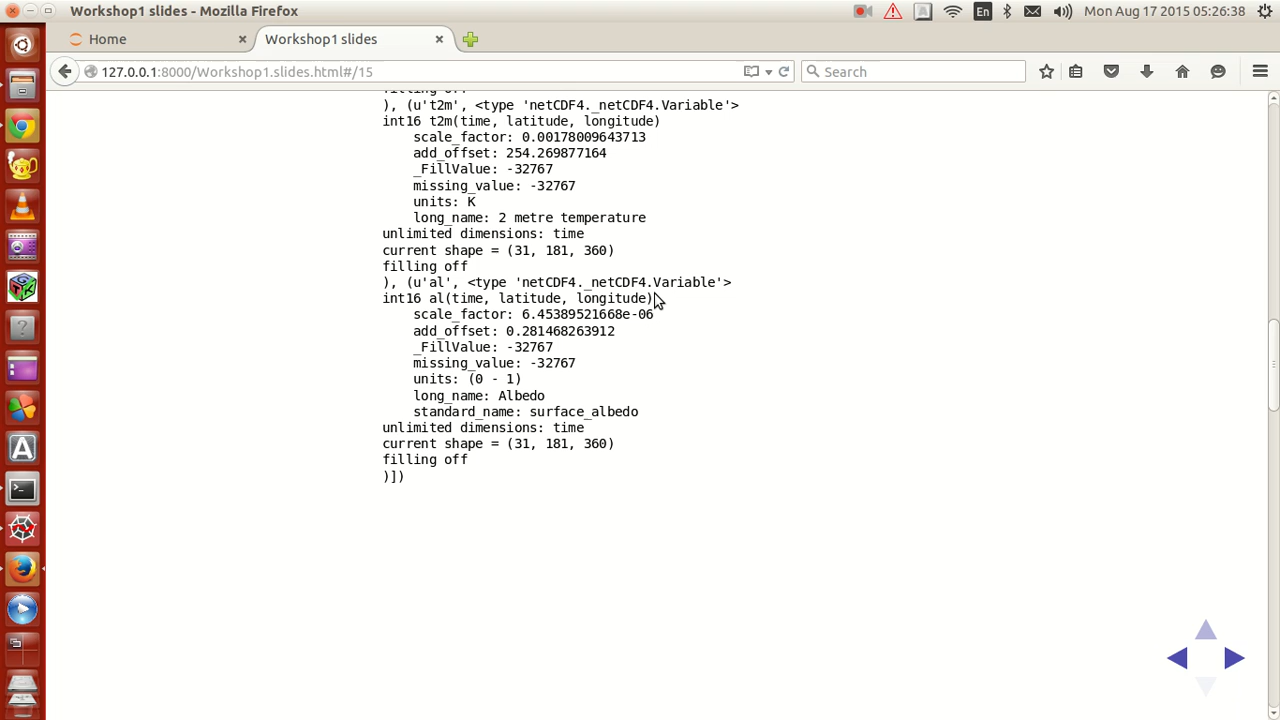 Workshop1 slides - Mozilla Firefox
En
Mon Aug 17 2015 05:26:38
Home
Workshop1 slides
127.0.0.1:8000/Workshop1.slides.html#/15
Search
filling off
), (u't2m', <type 'netCDF4._netCDF4.Variable'>
int16 t2m(time, latitude, longitude)
scale_factor: 0.00178009643713
add_offset: 254.269877164
_FillValue: -32767
missing_value: -32767
units: K
long_name: 2 metre temperature
unlimited dimensions: time
current shape = (31, 181, 360)
filling off
), (u'al', <type 'netCDF4._netCDF4.Variable'>
int16 al(time, latitude, longitude)
scale_factor: 6.45389521668e-06
add_offset: 0.281468263912
_FillValue: -32767
missing_value: -32767
units: (0 - 1)
long_name: Albedo
standard_name: surface_albedo
unlimited dimensions: time
current shape = (31, 181, 360)
filling off
)])